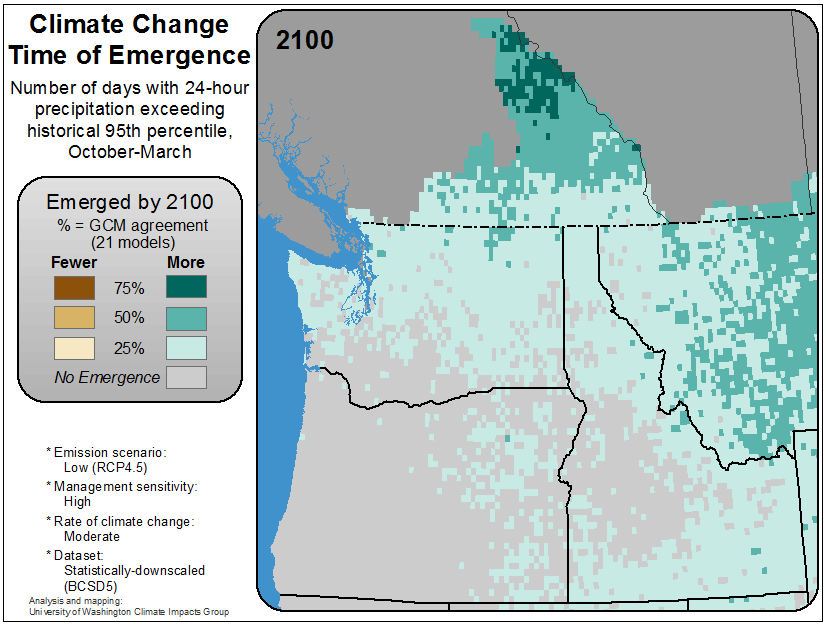 Climate Change
Time of Emergence
Number of days with 24-hour
precipitation exceeding
historical 95th percentile,
October-March
Emerged by 2100
% = GCM agreement
(21 models)
Fewer More
75%
50%
25%
No Emergence
* Emission scenario:
Low (RCP4.5)
* Management sensitivity:
High
* Rate of climate change:
Moderate
* Dataset:
Statistically-downscaled
(BCSD5)
Analysis and mapping:
University of Washington Climate Impacts Group
2100